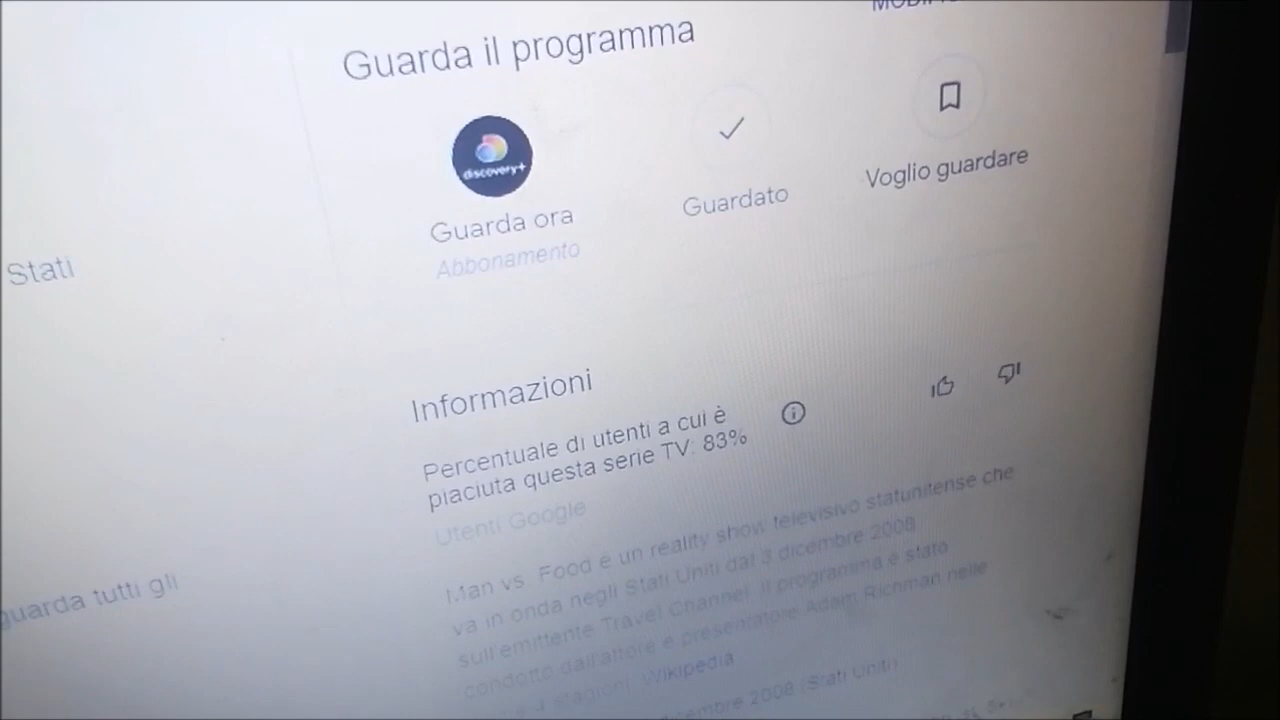 Guarda il programma
discovery+
Guarda ora
Abbonamento
Guardato
Voglio guardare
Stati
Informazioni
Percentuale di utenti a cui è
piaciuta questa serie TV: 83%
Utenti Google
Man vs. Food è un reality show televisivo statunitense che
va in onda negli Stati Uniti dal 3 dicembre 2008
sull'emittente Travel Channel. Il programma è stato
condotto dall'attore e presentatore Adam Richman nelle
guarda tutti gli
4 stagioni. Wikipedia
dicembre 2008 (Stati Uniti)